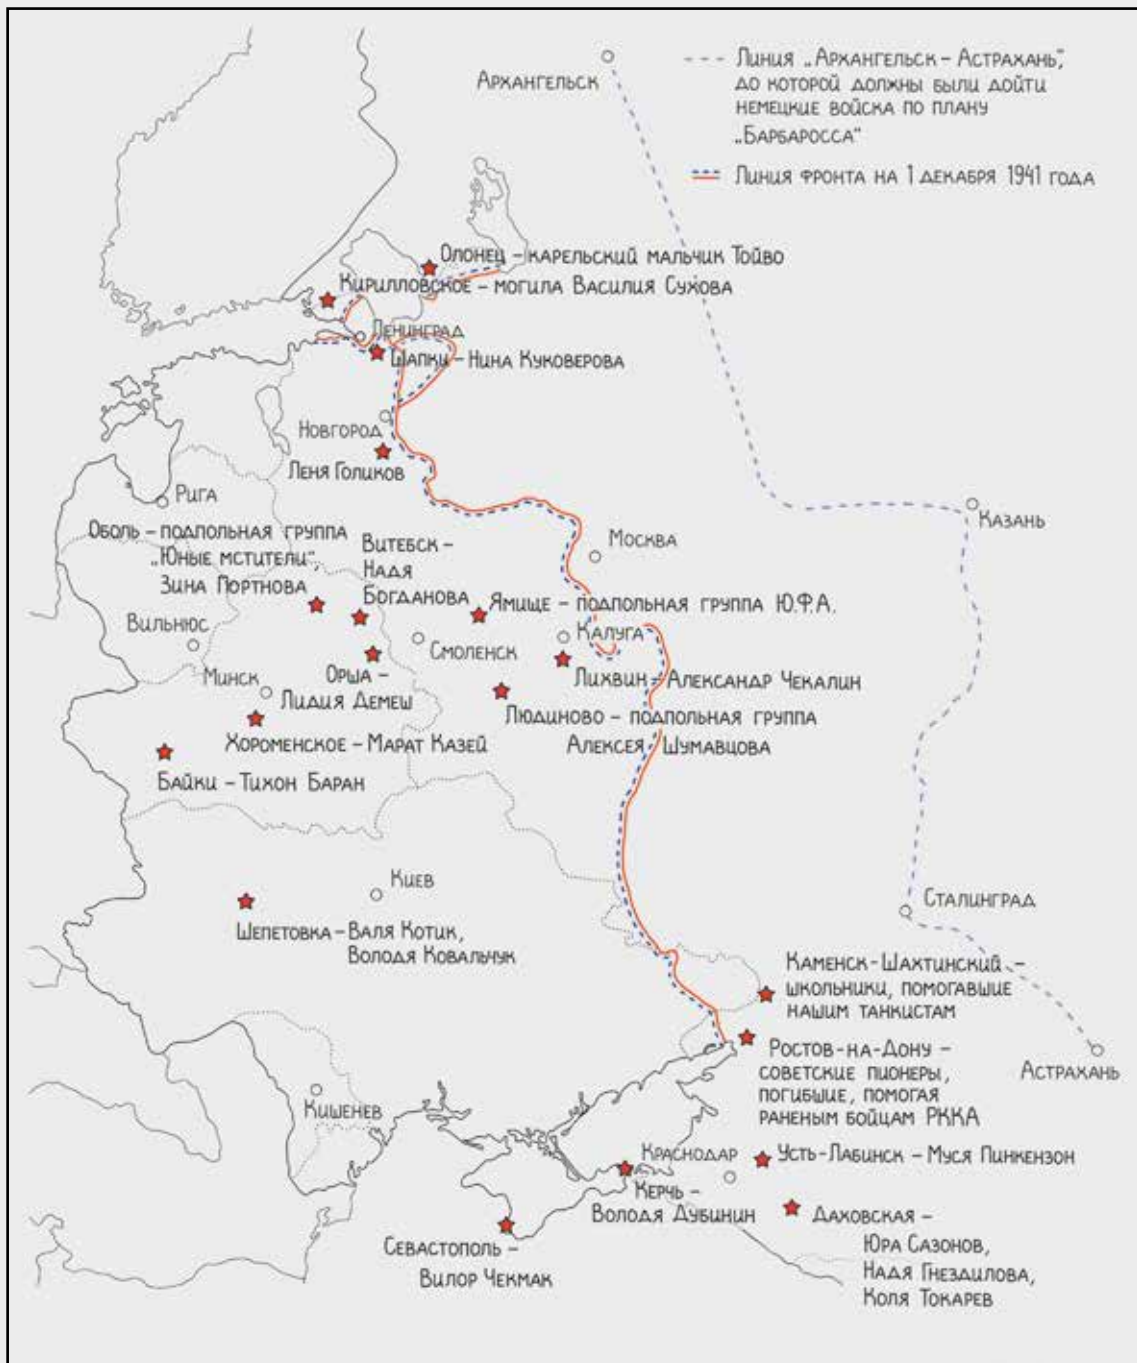 Архангельск
Линия „Архангельск – Астрахань“,
до которой должны были дойти
немецкие войска по плану
„Барбаросса“
Линия фронта на 1 декабря 1941 года
Олонец – карельский мальчик Тойво
Кирилловское – могила Василия Сухова
Ленинград
Шапки – Нина Куковерова
Новгород
Леня Голиков
Рига
Казань
Москва
Оболь – подпольная группа
„Юные мстители“,
Зина Портнова
Витебск –
Надя
Богданова
Ямище – подпольная группа Ю.Ф.А.
Вильнюс
Смоленск
Калуга
Минск
Орша –
Лидия Демеш
Лихвин – Александр Чекалин
Людиново – подпольная группа
Алексея Шумавцова
Хороменское – Марат Казей
Байки – Тихон Баран
Киев
Шепетовка – Валя Котик,
Володя Ковальчук
Сталинград
Каменск-Шахтинский –
школьники, помогавшие
нашим танкистам
Ростов-на-Дону –
советские пионеры,
погибшие, помогая
раненым бойцам РККА
Астрахань
Кишенев
Краснодар
Усть-Лабинск – Муся Пинкензон
Керчь –
Володя Дубинин
Даховская –
Юра Сазонов,
Надя Гнездилова,
Коля Токарев
Севастополь –
Вилор Чекмак